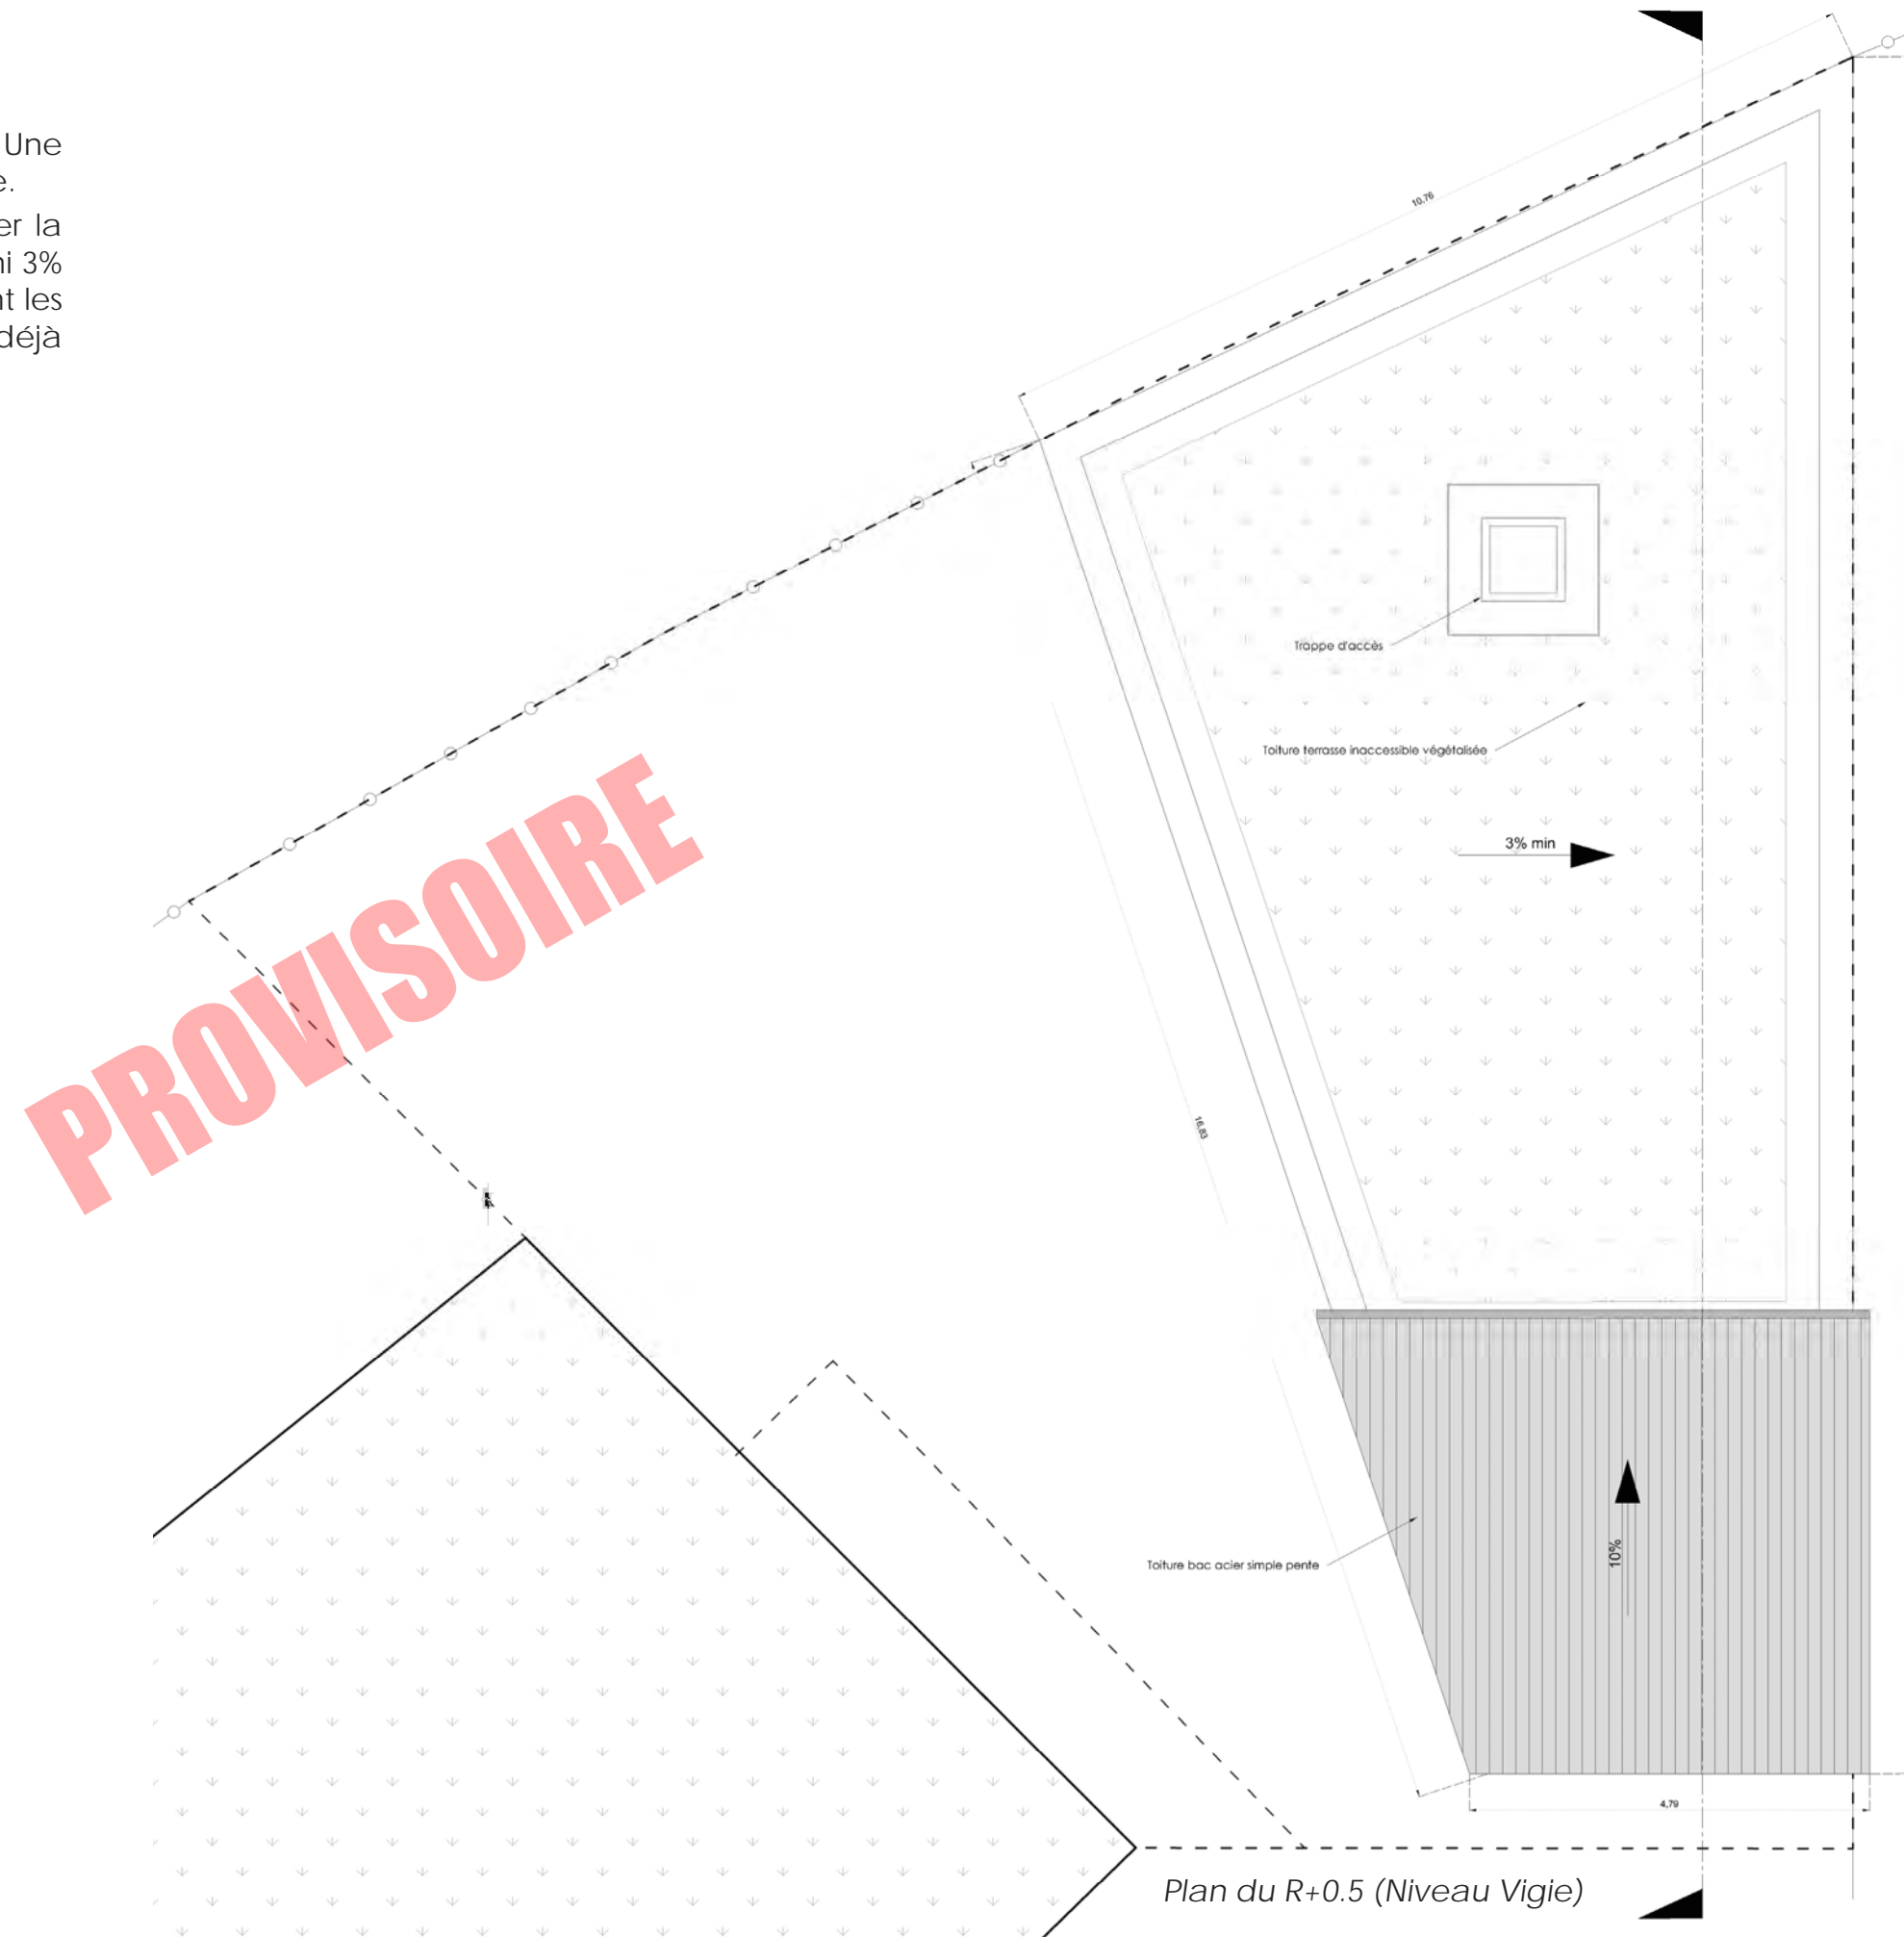 Une
e.
er la
ni 3%
nt les
déjà
10,76
Trappe d'accès
Toiture terrasse inaccessible végétalisée
3% min
PROVISOIRE
16,83
Toiture bac acier simple pente
10%
4,79
Plan du R+0.5 (Niveau Vigie)